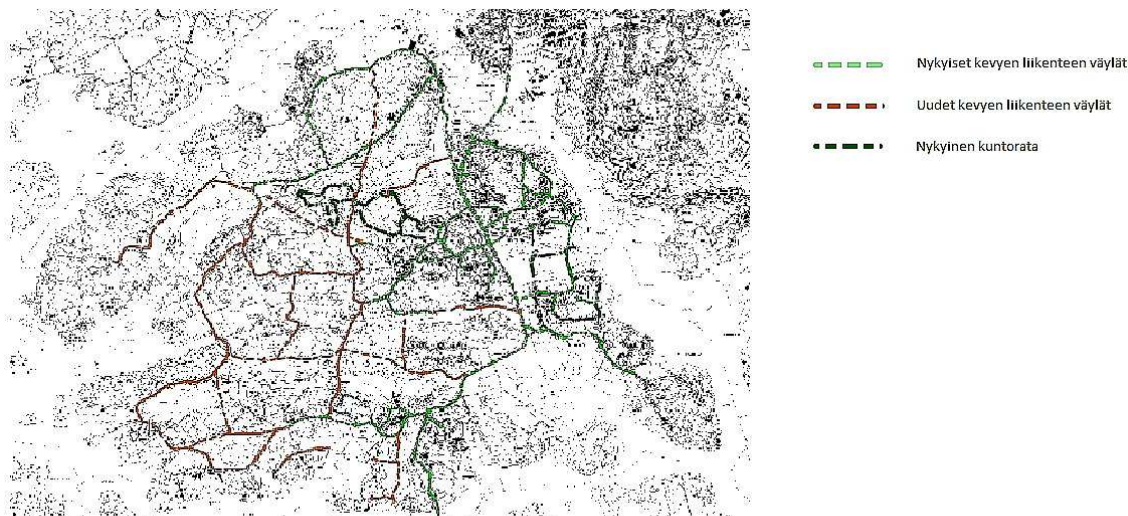 Nykyiset kevyen liikenteen väylät
Uudet kevyen liikenteen väylät
Nykyinen kuntorata